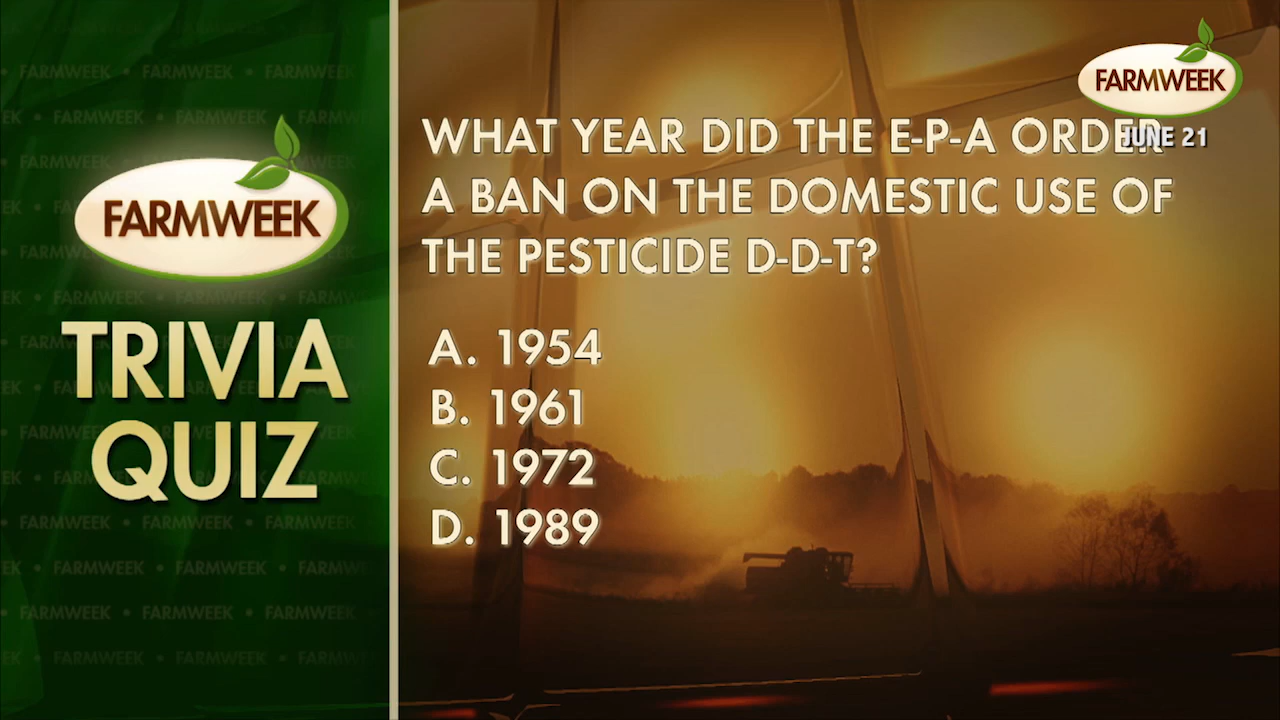 FARMWEEK
TRIVIA
QUIZ
WHAT YEAR DID THE E-P-A ORDER
A BAN ON THE DOMESTIC USE OF
THE PESTICIDE D-D-T?
A. 1954
B. 1961
C. 1972
D. 1989
FARMWEEK
JUNE 21